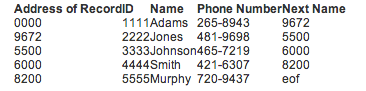 Address of RecordID Name Phone NumberNext Name
0000 1111Adams 265-8943 9672
9672 2222Jones 481-9698 5500
5500 3333Johnson465-7219 6000
6000 4444Smith 421-6307 8200
8200 5555Murphy 720-9437 eof